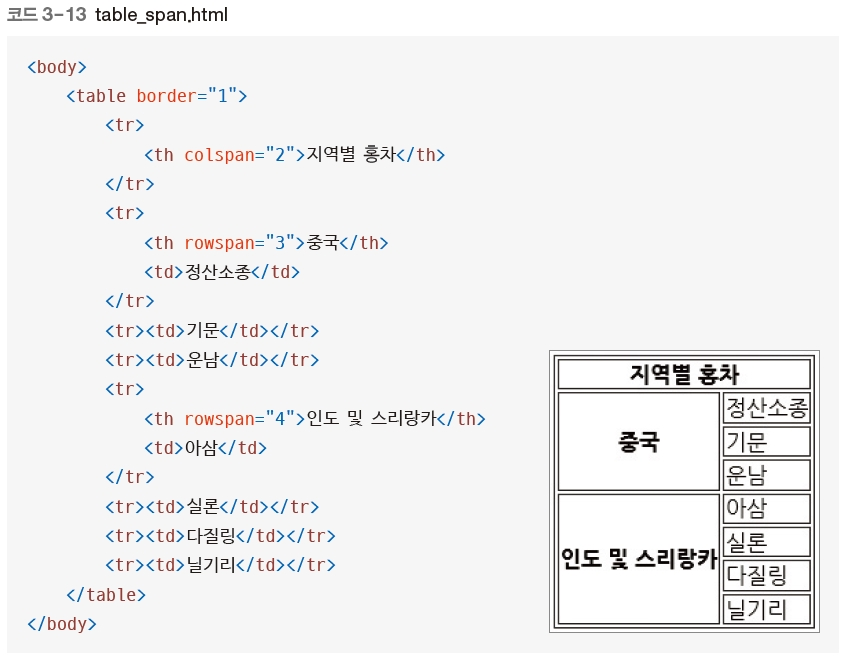 코드 3-13 table_span.html
<body>
<table border="1">
<tr>
<th colspan="2">지역별 홍차</th>
</tr>
<tr>
<th rowspan="3">중국</th>
<td>정산소종</td>
</tr>
<tr><td>기문</td></tr>
<tr><td>운남</td></tr>
<tr>
<th rowspan="4">인도 및 스리랑카</th>
<td>아삼</td>
</tr>
<tr><td>실론</td></tr>
<tr><td>다질링</td></tr>
<tr><td>닐기리</td></tr>
</table>
</body>
지역별 홍차
중국
정산소종
기문
운남
인도 및 스리랑카
아삼
실론
다질링
닐기리